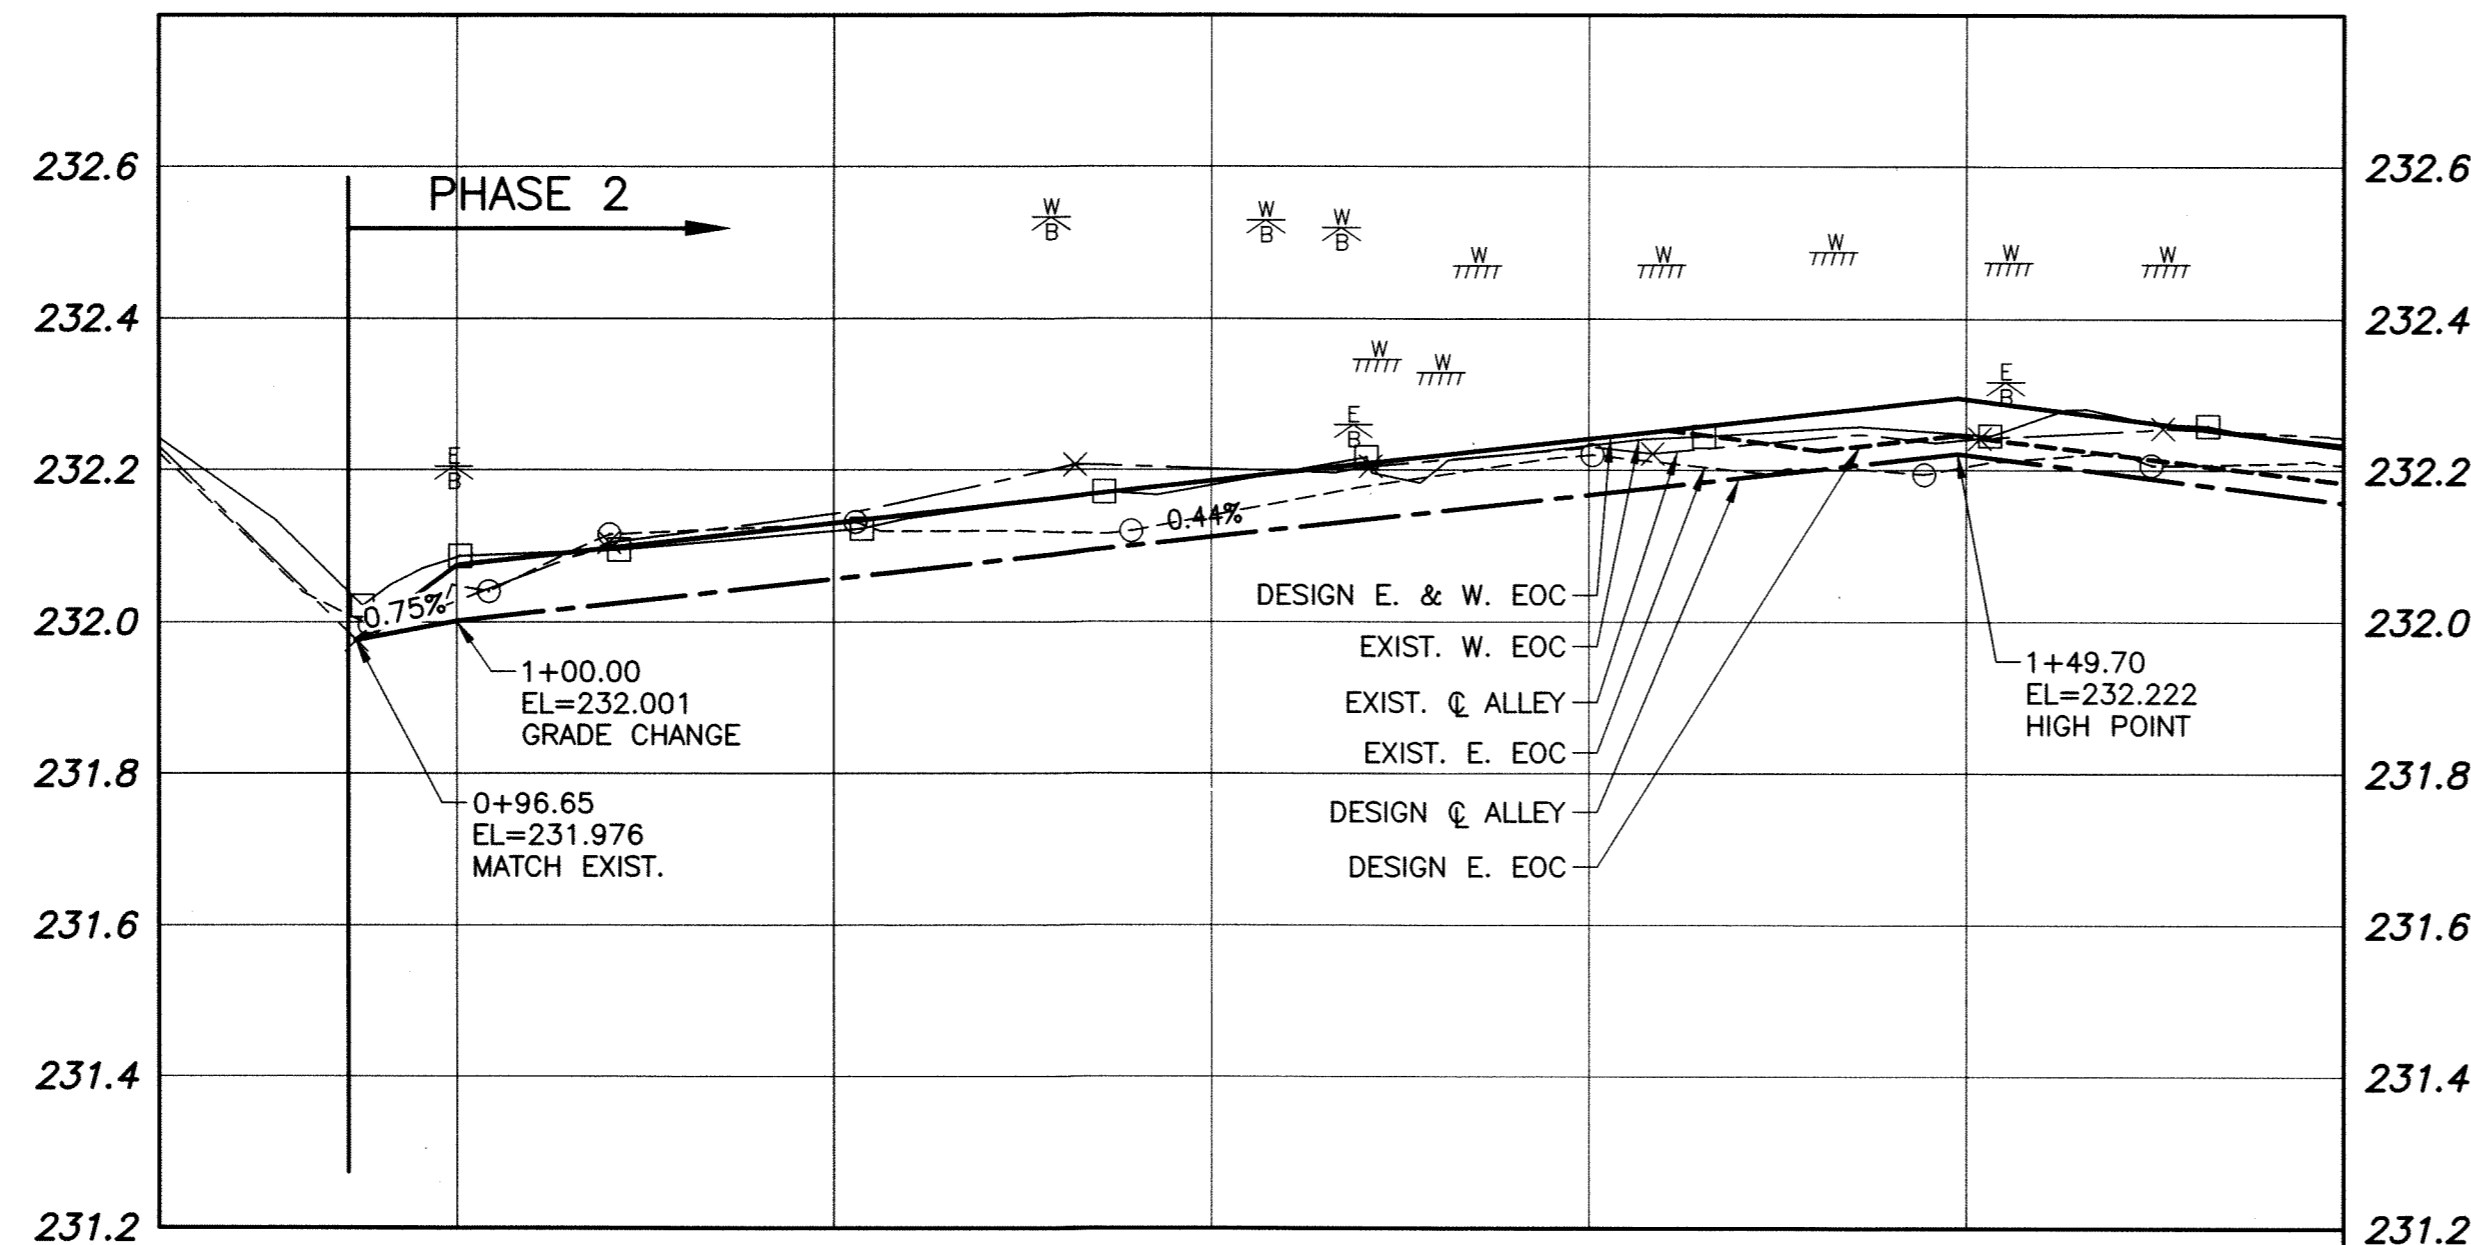 232.6
232.6
PHASE 2
W
B
W
B
W
B
W
W
W
W
W
232.4
232.4
W
W
E
B
E
B
E
B
232.2
232.2
0.44%
0.75%
232.0
232.0
DESIGN E. & W. EOC
EXIST. W. EOC
EXIST. ℄ ALLEY
EXIST. E. EOC
DESIGN ℄ ALLEY
DESIGN E. EOC
1+00.00
EL=232.001
GRADE CHANGE
1+49.70
EL=232.222
HIGH POINT
231.8
231.8
0+96.65
EL=231.976
MATCH EXIST.
231.6
231.6
231.4
231.4
231.2
231.2